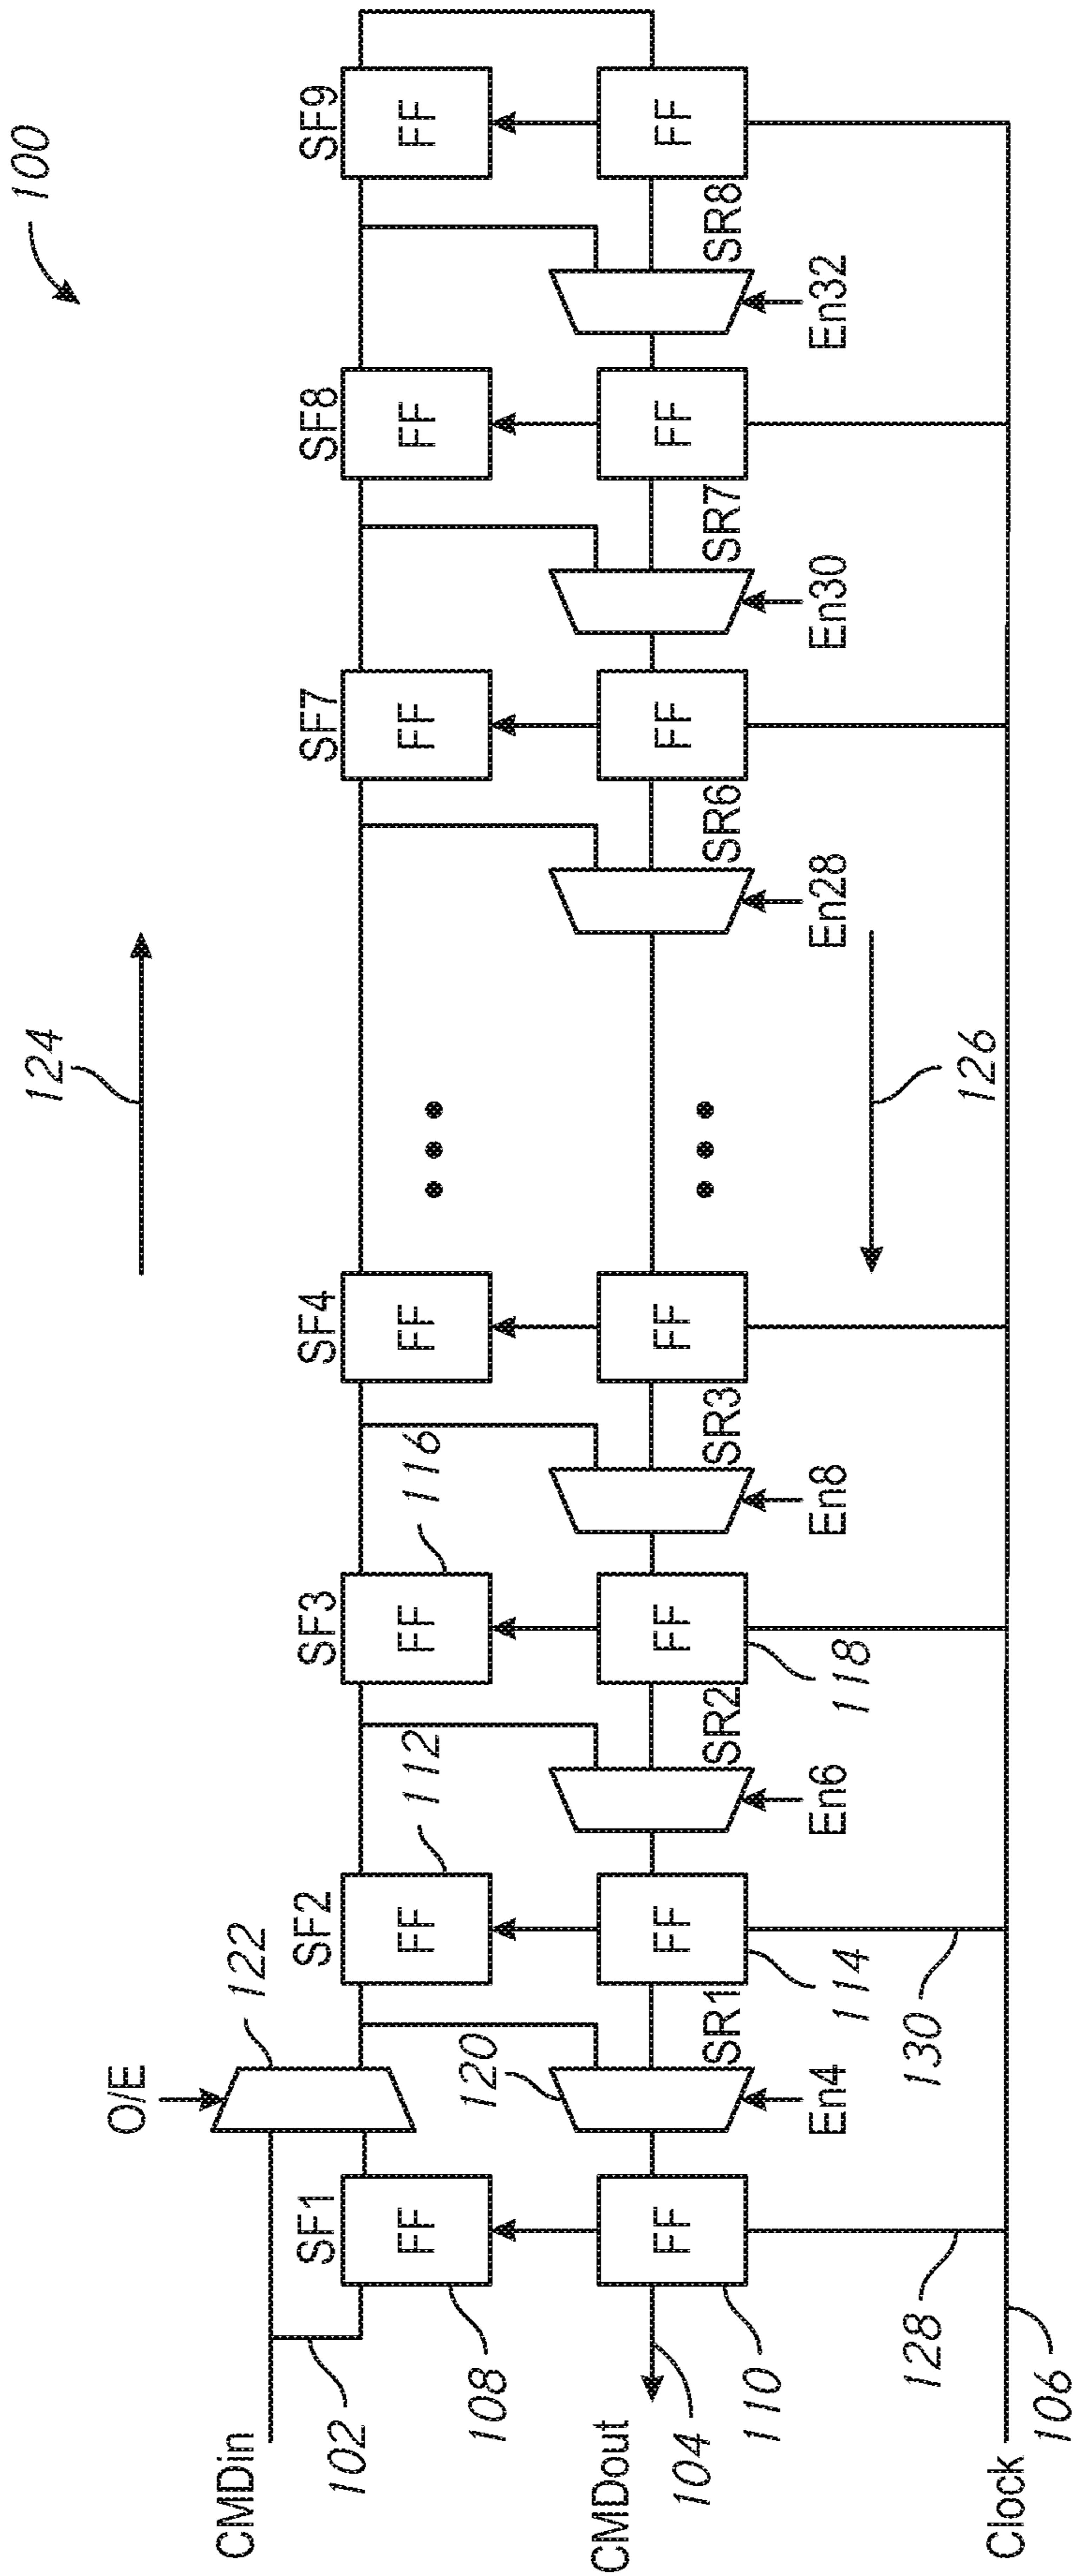 100
124
O/E
122
CMDin
102
SF1
SF2
SF3
SF4
SF7
SF8
SF9
FF
FF
FF
FF
FF
FF
FF
108
112
116
120
CMDout
104
FF
FF
FF
FF
FF
FF
FF
110
114
118
SR1
SR2
SR3
SR6
SR7
SR8
En4
En6
En8
En28
En30
En32
126
128
130
Clock
106